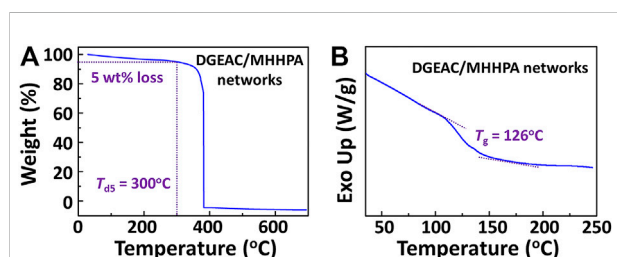 A
100
80
60
40
20
0
DGEAC/MHHPA
networks
5 wt% loss
Td5 = 300°C
Weight (%)
0 200 400 600
Temperature (°C)
B
DGEAC/MHHPA networks
Tg = 126°C
Exo Up (W/g)
50 100 150 200 250
Temperature (°C)